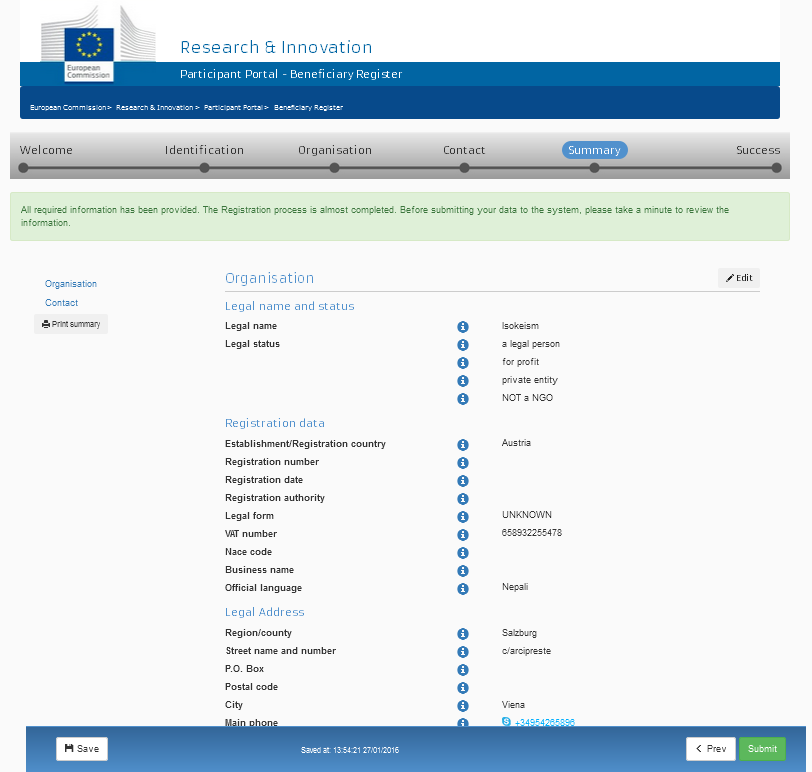 European
Commission
Research & Innovation
Participant Portal - Beneficiary Register
European Commission> Research & Innovation > Participant Portal> Beneficiary Register
Welcome Identification Organisation Contact Summary Success
All required information has been provided. The Registration process is almost completed. Before submitting your data to the system, please take a minute to review the
information.
Organisation
Contact
Print summary
Organisation Edit
Legal name and status
Legal name Isokeism
Legal status a legal person
for profit
private entity
NOT a NGO
Registration data
Establishment/Registration country Austria
Registration number
Registration date
Registration authority
Legal form UNKNOWN
VAT number 658932255478
Nace code
Business name
Official language Nepali
Legal Address
Region/county Salzburg
Street name and number c/arcipreste
P.O. Box
Postal code
City Viena
Main phone +34954265896
Save Saved at: 13:54:21 27/01/2016 Prev Submit